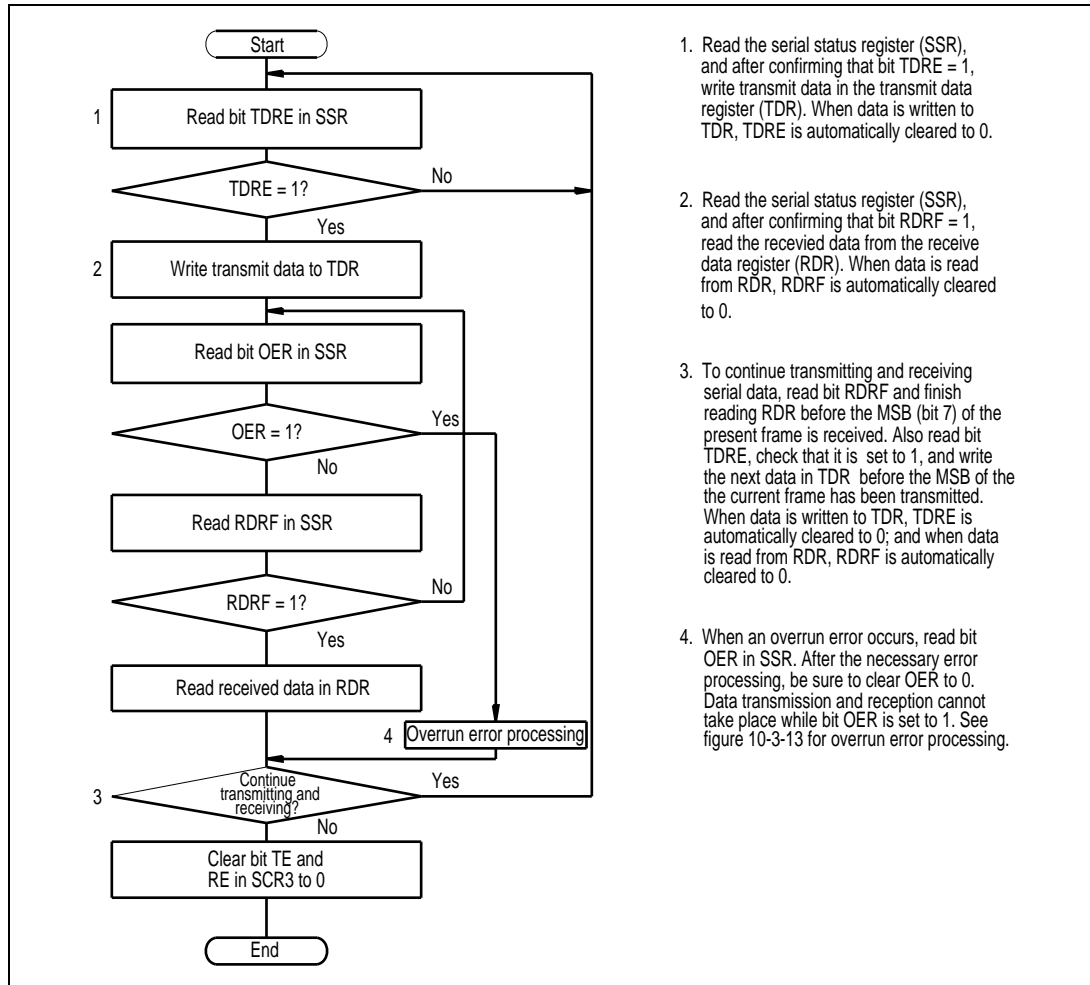 Start
1
Read bit TDRE in SSR
TDRE = 1?
No
Yes
2
Write transmit data to TDR
Read bit OER in SSR
OER = 1?
Yes
No
Read RDRF in SSR
RDRF = 1?
No
Yes
Read received data in RDR
4
Overrun error processing
3
Continue
transmitting and
receiving?
Yes
No
Clear bit TE and
RE in SCR3 to 0
End
1. Read the serial status register (SSR),
and after confirming that bit TDRE = 1,
write transmit data in the transmit data
register (TDR). When data is written to
TDR, TDRE is automatically cleared to 0.
2. Read the serial status register (SSR),
and after confirming that bit RDRF = 1,
read the recevied data from the receive
data register (RDR). When data is read
from RDR, RDRF is automatically cleared
to 0.
3. To continue transmitting and receiving
serial data, read bit RDRF and finish
reading RDR before the MSB (bit 7) of the
present frame is received. Also read bit
TDRE, check that it is set to 1, and write
the next data in TDR before the MSB of the
the current frame has been transmitted.
When data is written to TDR, TDRE is
automatically cleared to 0; and when data
is read from RDR, RDRF is automatically
cleared to 0.
4. When an overrun error occurs, read bit
OER in SSR. After the necessary error
processing, be sure to clear OER to 0.
Data transmission and reception cannot
take place while bit OER is set to 1. See
figure 10-3-13 for overrun error processing.